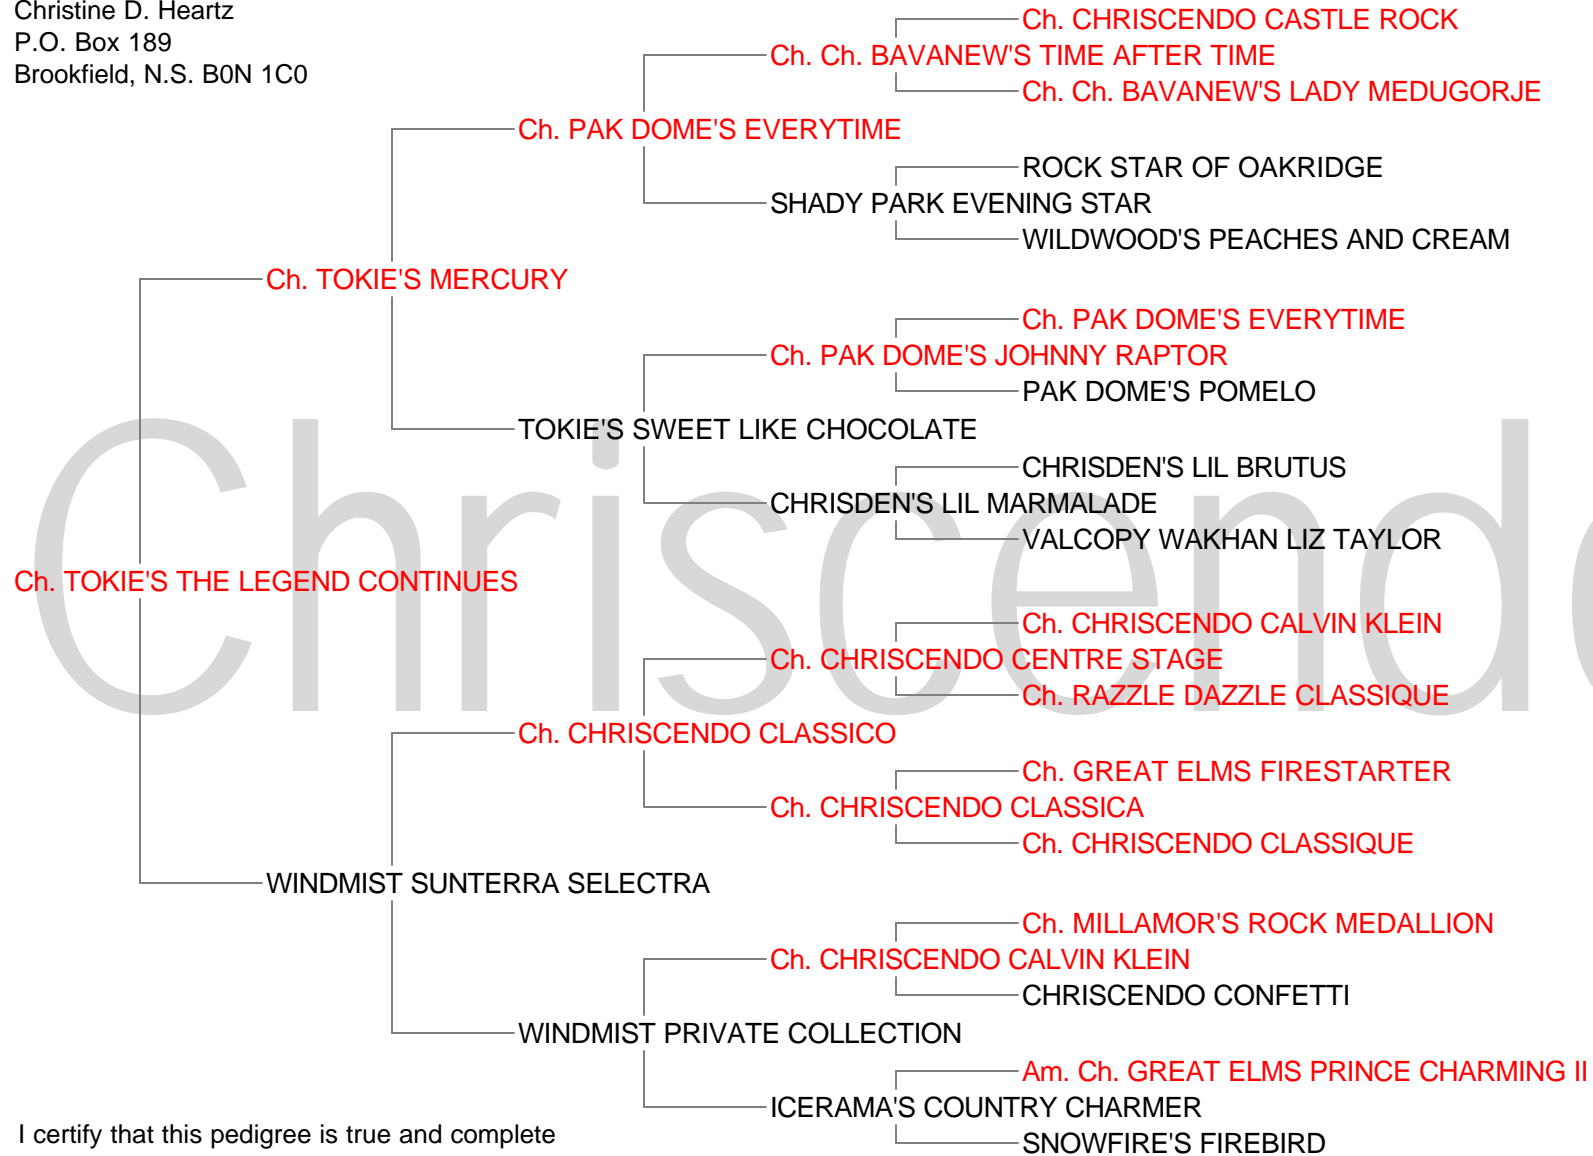 Christine D. Heartz
P.O. Box 189
Brookfield, N.S. B0N 1C0
Ch. CHRISCENDO CASTLE ROCK
Ch. Ch. BAVANEW'S TIME AFTER TIME
Ch. Ch. BAVANEW'S LADY MEDUGORJE
Ch. PAK DOME'S EVERYTIME
ROCK STAR OF OAKRIDGE
SHADY PARK EVENING STAR
WILDWOOD'S PEACHES AND CREAM
Ch. TOKIE'S MERCURY
Ch. PAK DOME'S EVERYTIME
Ch. PAK DOME'S JOHNNY RAPTOR
PAK DOME'S POMELO
TOKIE'S SWEET LIKE CHOCOLATE
CHRISDEN'S LIL BRUTUS
CHRISDEN'S LIL MARMALADE
VALCOPY WAKHAN LIZ TAYLOR
Ch. TOKIE'S THE LEGEND CONTINUES
Chriscendo
Ch. CHRISCENDO CALVIN KLEIN
Ch. CHRISCENDO CENTRE STAGE
Ch. RAZZLE DAZZLE CLASSIQUE
Ch. CHRISCENDO CLASSICO
Ch. GREAT ELMS FIRESTARTER
Ch. CHRISCENDO CLASSICA
Ch. CHRISCENDO CLASSIQUE
WINDMIST SUNTERRA SELECTRA
Ch. MILLAMOR'S ROCK MEDALLION
Ch. CHRISCENDO CALVIN KLEIN
CHRISCENDO CONFETTI
WINDMIST PRIVATE COLLECTION
Am. Ch. GREAT ELMS PRINCE CHARMING II
ICERAMA'S COUNTRY CHARMER
SNOWFIRE'S FIREBIRD
I certify that this pedigree is true and complete